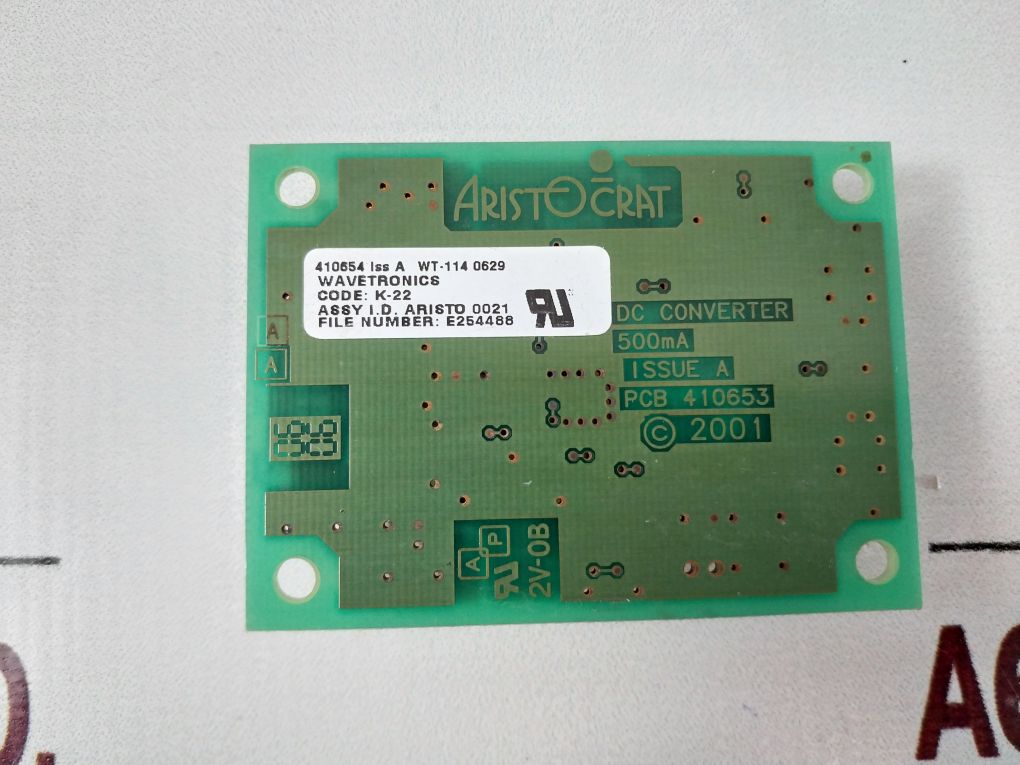 ARISTOCRAT
410654 Iss A WT-114 0629
WAVETRONICS
CODE: K-22
ASSY I.D. ARISTO 0021
FILE NUMBER: E254488
DC CONVERTER
500mA
ISSUE A
PCB 410653
© 2001
A
A
A P
2V-0B